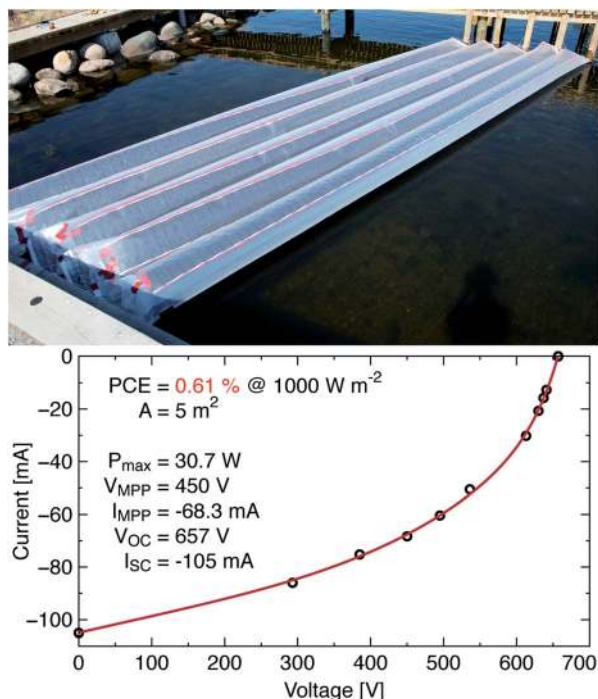 PCE = 0.61 % @ 1000 W m⁻²
A = 5 m²
P_max = 30.7 W
V_MPP = 450 V
I_MPP = -68.3 mA
V_OC = 657 V
I_SC = -105 mA
Current [mA]
0
−20
−40
−60
−80
−100
0 100 200 300 400 500 600 700
Voltage [V]